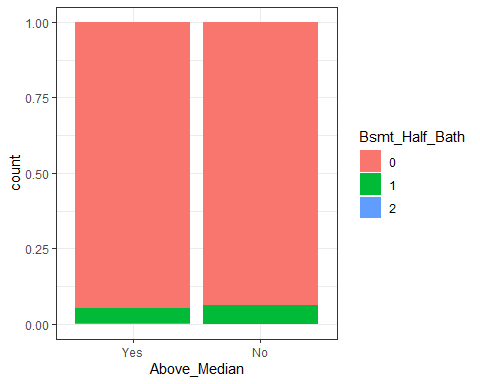 1.00
0.75
0.50
0.25
0.00
count
Yes No
Above_Median
Bsmt_Half_Bath
0
1
2